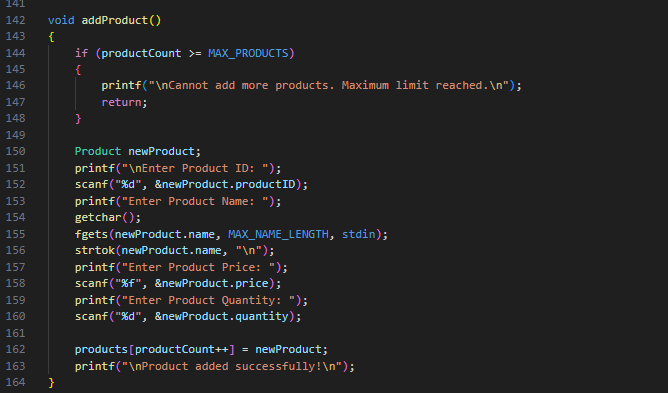 141
142 void addProduct()
143 {
144     if (productCount >= MAX_PRODUCTS)
145     {
146         printf("\nCannot add more products. Maximum limit reached.\n");
147         return;
148     }
149
150     Product newProduct;
151     printf("\nEnter Product ID: ");
152     scanf("%d", &newProduct.productID);
153     printf("Enter Product Name: ");
154     getchar();
155     fgets(newProduct.name, MAX_NAME_LENGTH, stdin);
156     strtok(newProduct.name, "\n");
157     printf("Enter Product Price: ");
158     scanf("%f", &newProduct.price);
159     printf("Enter Product Quantity: ");
160     scanf("%d", &newProduct.quantity);
161
162     products[productCount++] = newProduct;
163     printf("\nProduct added successfully!\n");
164 }